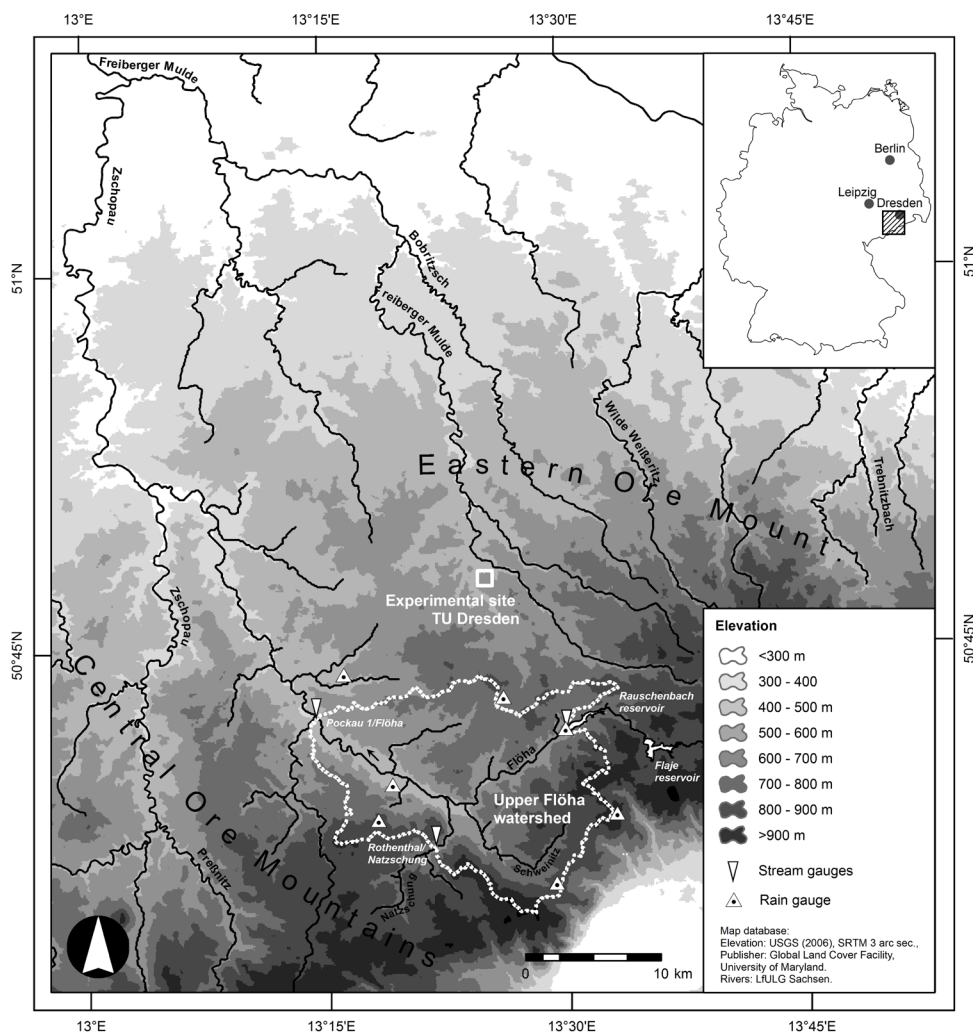 13°E
13°15'E
13°30'E
13°45'E
Freiberger Mulde
Zschopau
Berlin
Leipzig
Dresden
51°N
51°N
Bobritzsch
reiberger Mulde
Wilde Weißeritz
Eastern Ore Mount
Trebnitzbach
Experimental site
TU Dresden
Zschopau
50°45'N
50°45'N
Central Ore Mountains
Rauschenbach
reservoir
Pockau 1/Flöha
Flöha
Flaje
reservoir
Upper Flöha
watershed
Rothenthal/
Natzschung
Schweinitz
Preßnitz
Natzschung
0 10 km
Elevation
<300 m
300 - 400
400 - 500 m
500 - 600 m
600 - 700 m
700 - 800 m
800 - 900 m
>900 m
Stream gauges
Rain gauge
Map database:
Elevation: USGS (2006), SRTM 3 arc sec.,
Publisher: Global Land Cover Facility,
University of Maryland.
Rivers: LfULG Sachsen.
13°E
13°15'E
13°30'E
13°45'E